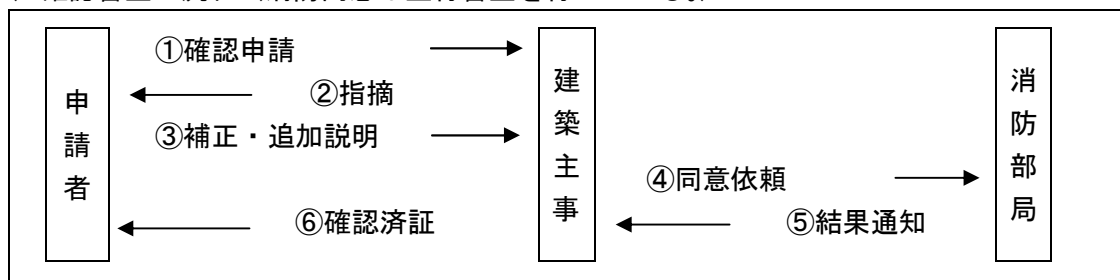 ①確認申請
②指摘
③補正・追加説明
④同意依頼
⑤結果通知
⑥確認済証
申請者
建築主事
消防部局